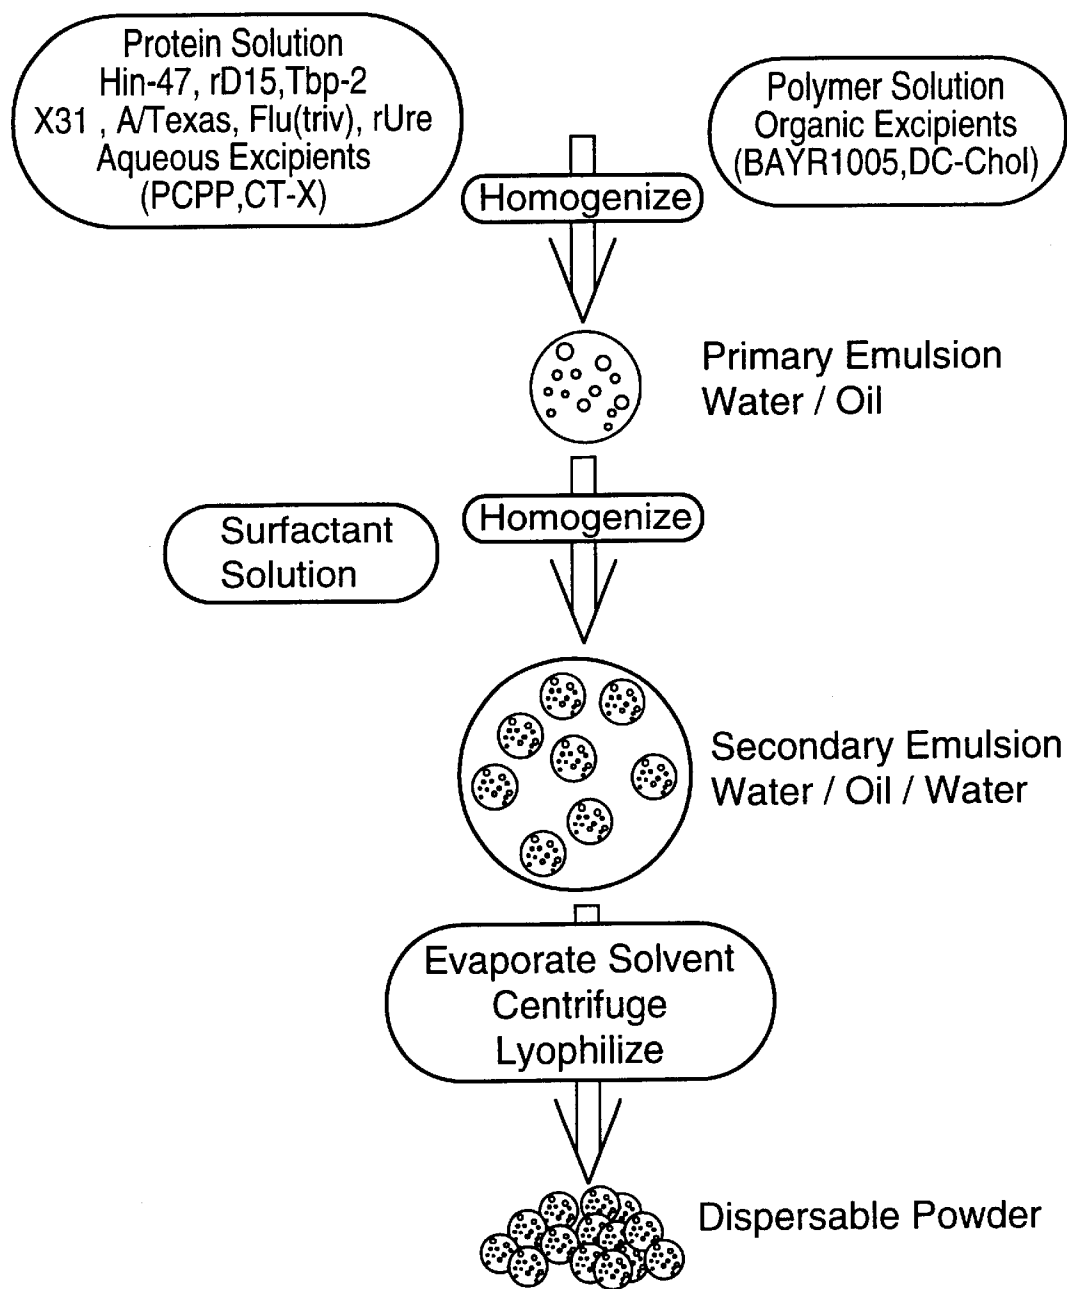 Protein Solution
Hin-47, rD15,Tbp-2
X31 , A/Texas, Flu(triv), rUre
Aqueous Excipients
(PCPP,CT-X)
Polymer Solution
Organic Excipients
(BAYR1005,DC-Chol)
Homogenize
Primary Emulsion
Water / Oil
Homogenize
Surfactant
Solution
Secondary Emulsion
Water / Oil / Water
Evaporate Solvent
Centrifuge
Lyophilize
Dispersable Powder